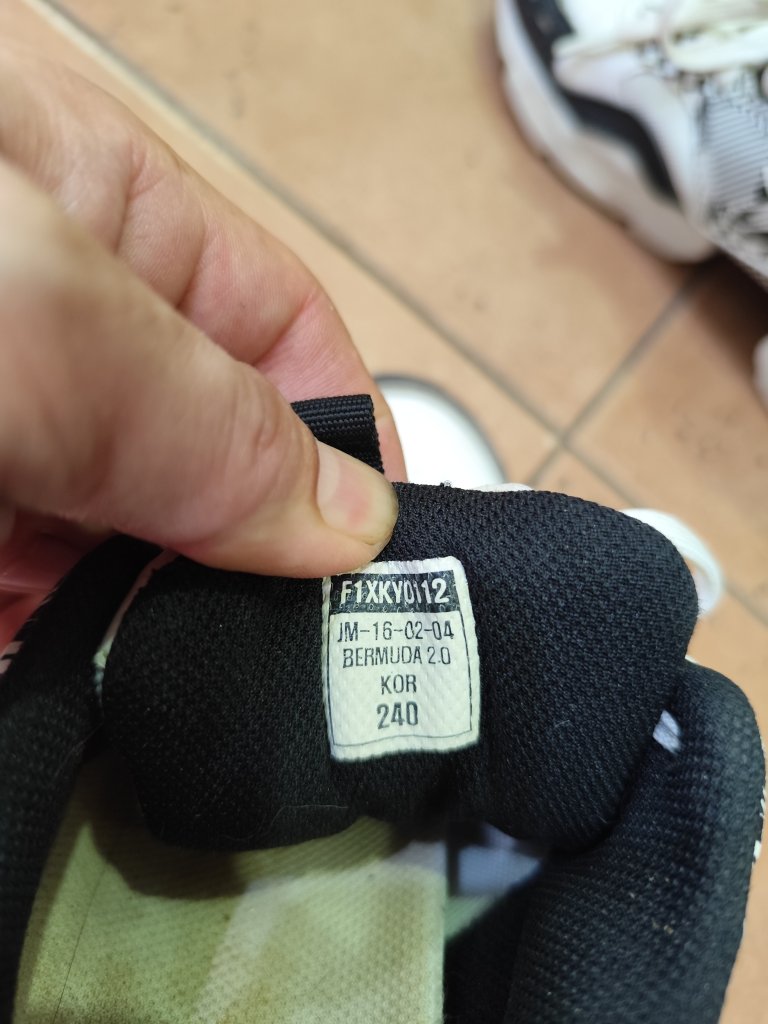 F1XKY0112
JM-16-02-04
BERMUDA 2.0
KOR
240